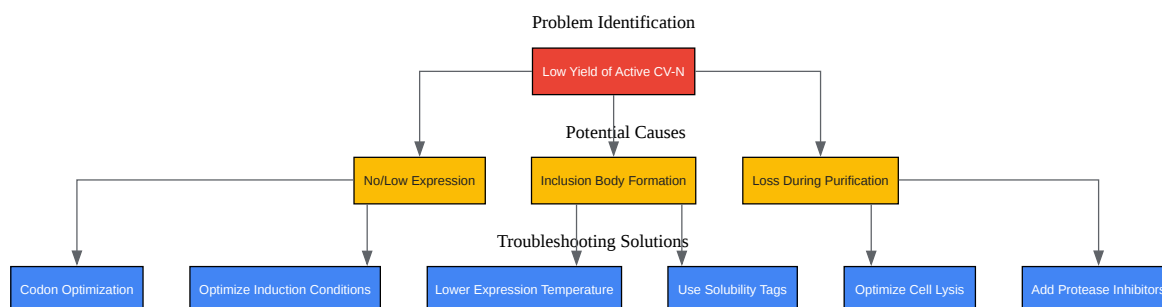 Problem Identification
Low Yield of Active CV-N
Potential Causes
No/Low Expression
Inclusion Body Formation
Loss During Purification
Troubleshooting Solutions
Codon Optimization
Optimize Induction Conditions
Lower Expression Temperature
Use Solubility Tags
Optimize Cell Lysis
Add Protease Inhibitors